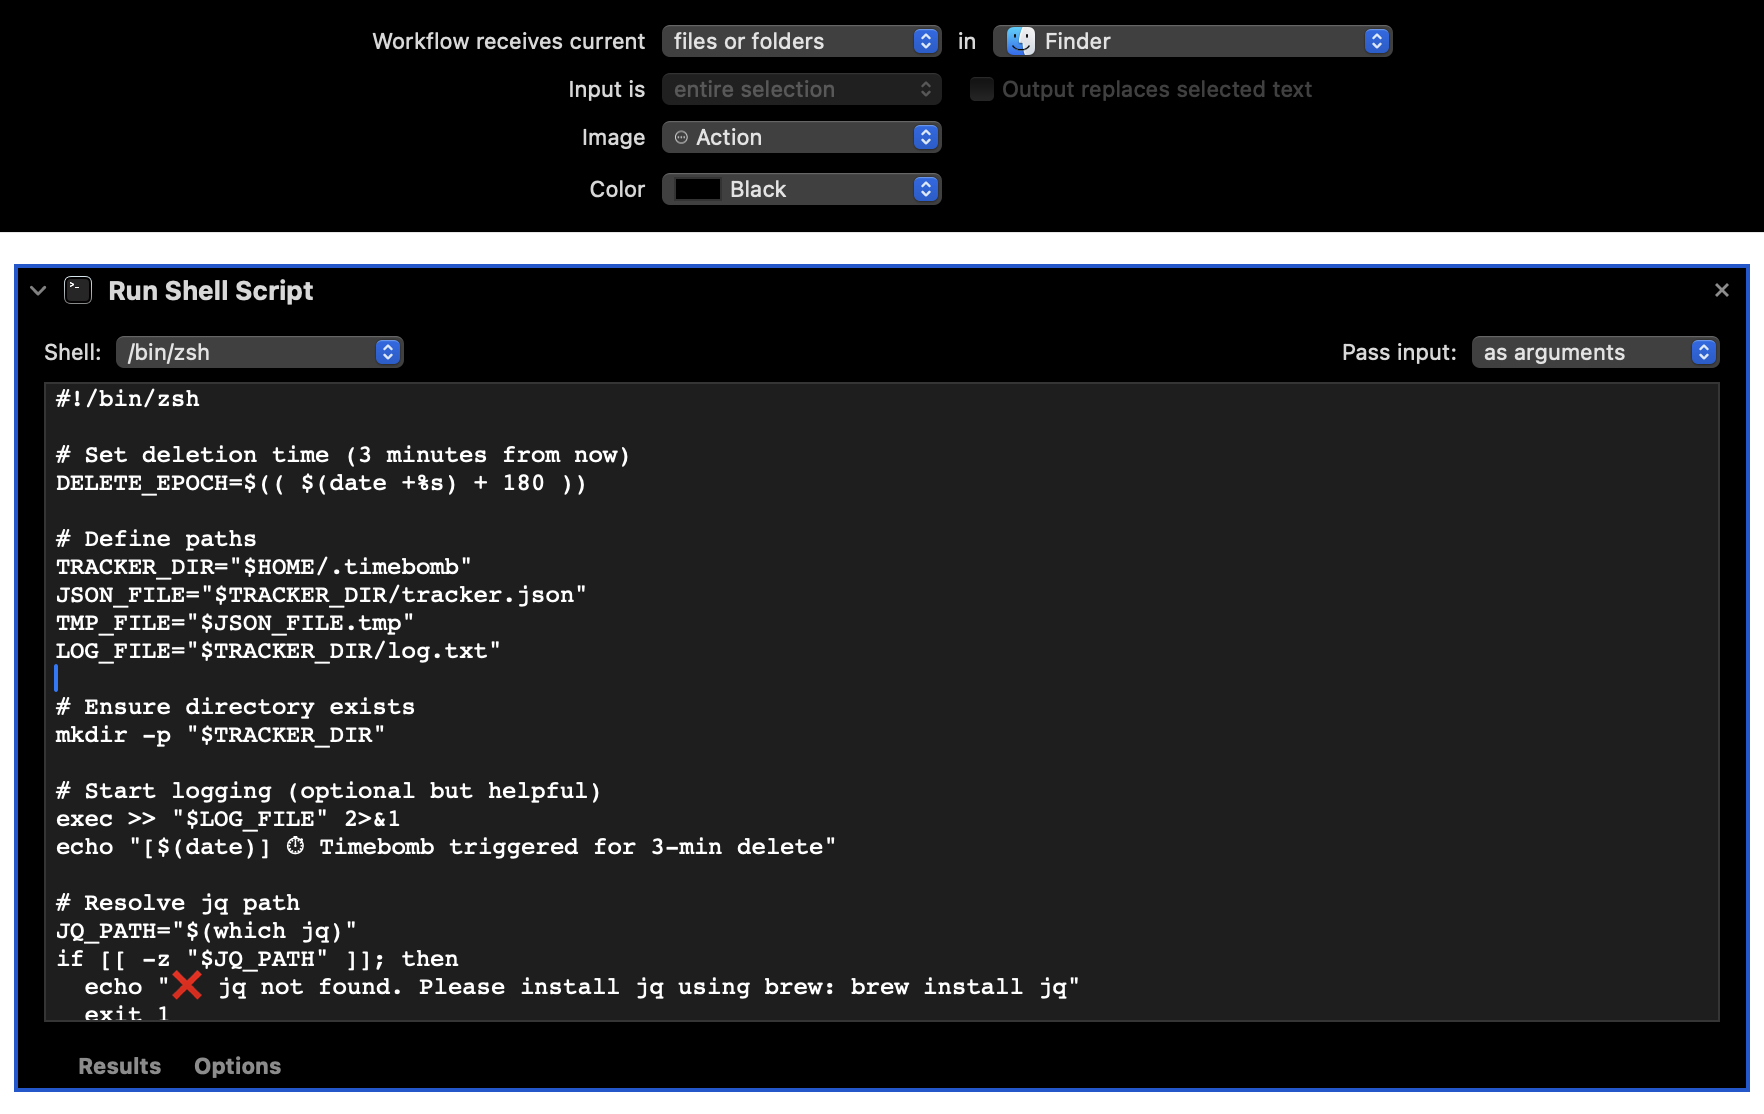 Workflow receives current files or folders in Finder
Input is entire selection Output replaces selected text
Image Action
Color Black
Run Shell Script
Shell: /bin/zsh Pass input: as arguments
#!/bin/zsh
# Set deletion time (3 minutes from now)
DELETE_EPOCH=$(( $(date +%s) + 180 ))
# Define paths
TRACKER_DIR="$HOME/.timebomb"
JSON_FILE="$TRACKER_DIR/tracker.json"
TMP_FILE="$JSON_FILE.tmp"
LOG_FILE="$TRACKER_DIR/log.txt"
# Ensure directory exists
mkdir -p "$TRACKER_DIR"
# Start logging (optional but helpful)
exec >> "$LOG_FILE" 2>&1
echo "[$(date)] ⏱ Timebomb triggered for 3-min delete"
# Resolve jq path
JQ_PATH="$(which jq)"
if [[ -z "$JQ_PATH" ]]; then
echo "❌ jq not found. Please install jq using brew: brew install jq"
exit 1
Results Options